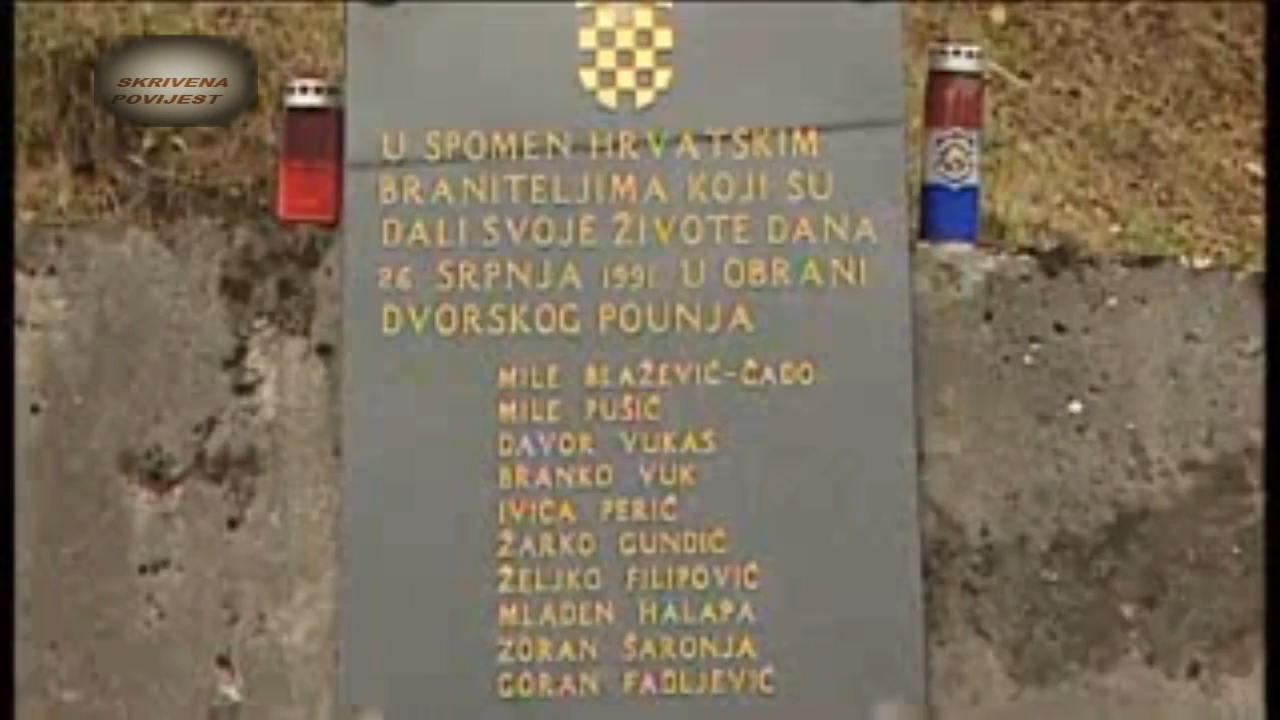 SKRIVENA
POVIJEST
U SPOMEN HRVATSKIM
BRANITELJIMA KOJI SU
DALI SVOJE ŽIVOTE DANA
26. SRPNJA 1991. U OBRANI
DVORSKOG POUNJA
MILE BLAŽEVIĆ-ČAĐO
MILE PUŠIĆ
DAVOR VUKAS
BRANKO VUK
IVICA PERIĆ
ŽARKO GUNDIĆ
ŽELJKO FILIPOVIĆ
MLADEN HALAPA
ZORAN ŠARONJA
GORAN FADLJEVIĆ